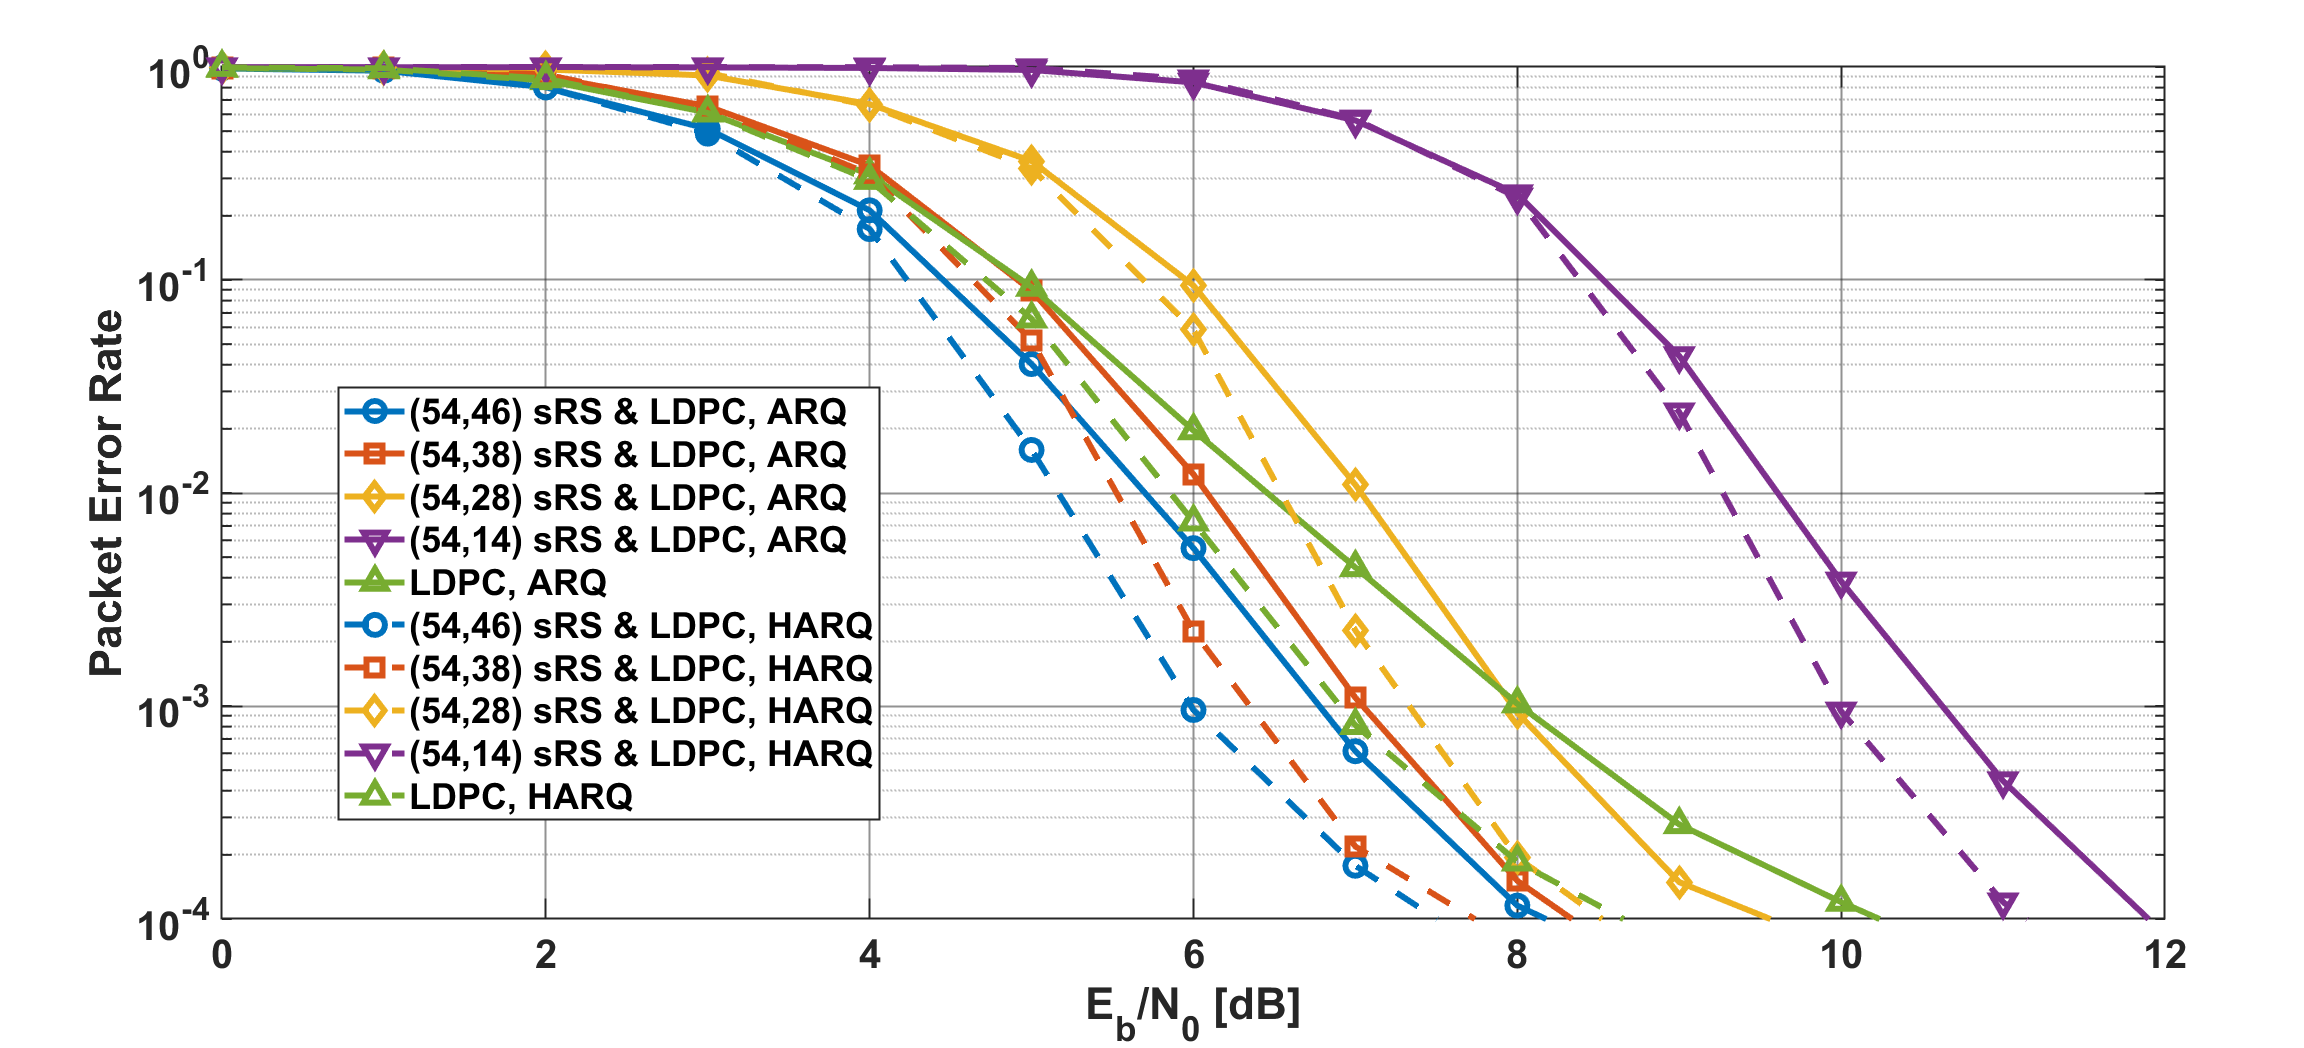 10^0
10^-1
10^-2
10^-3
10^-4
Packet Error Rate
(54,46) sRS & LDPC, ARQ
(54,38) sRS & LDPC, ARQ
(54,28) sRS & LDPC, ARQ
(54,14) sRS & LDPC, ARQ
LDPC, ARQ
(54,46) sRS & LDPC, HARQ
(54,38) sRS & LDPC, HARQ
(54,28) sRS & LDPC, HARQ
(54,14) sRS & LDPC, HARQ
LDPC, HARQ
0 2 4 6 8 10 12
E_b/N_0 [dB]